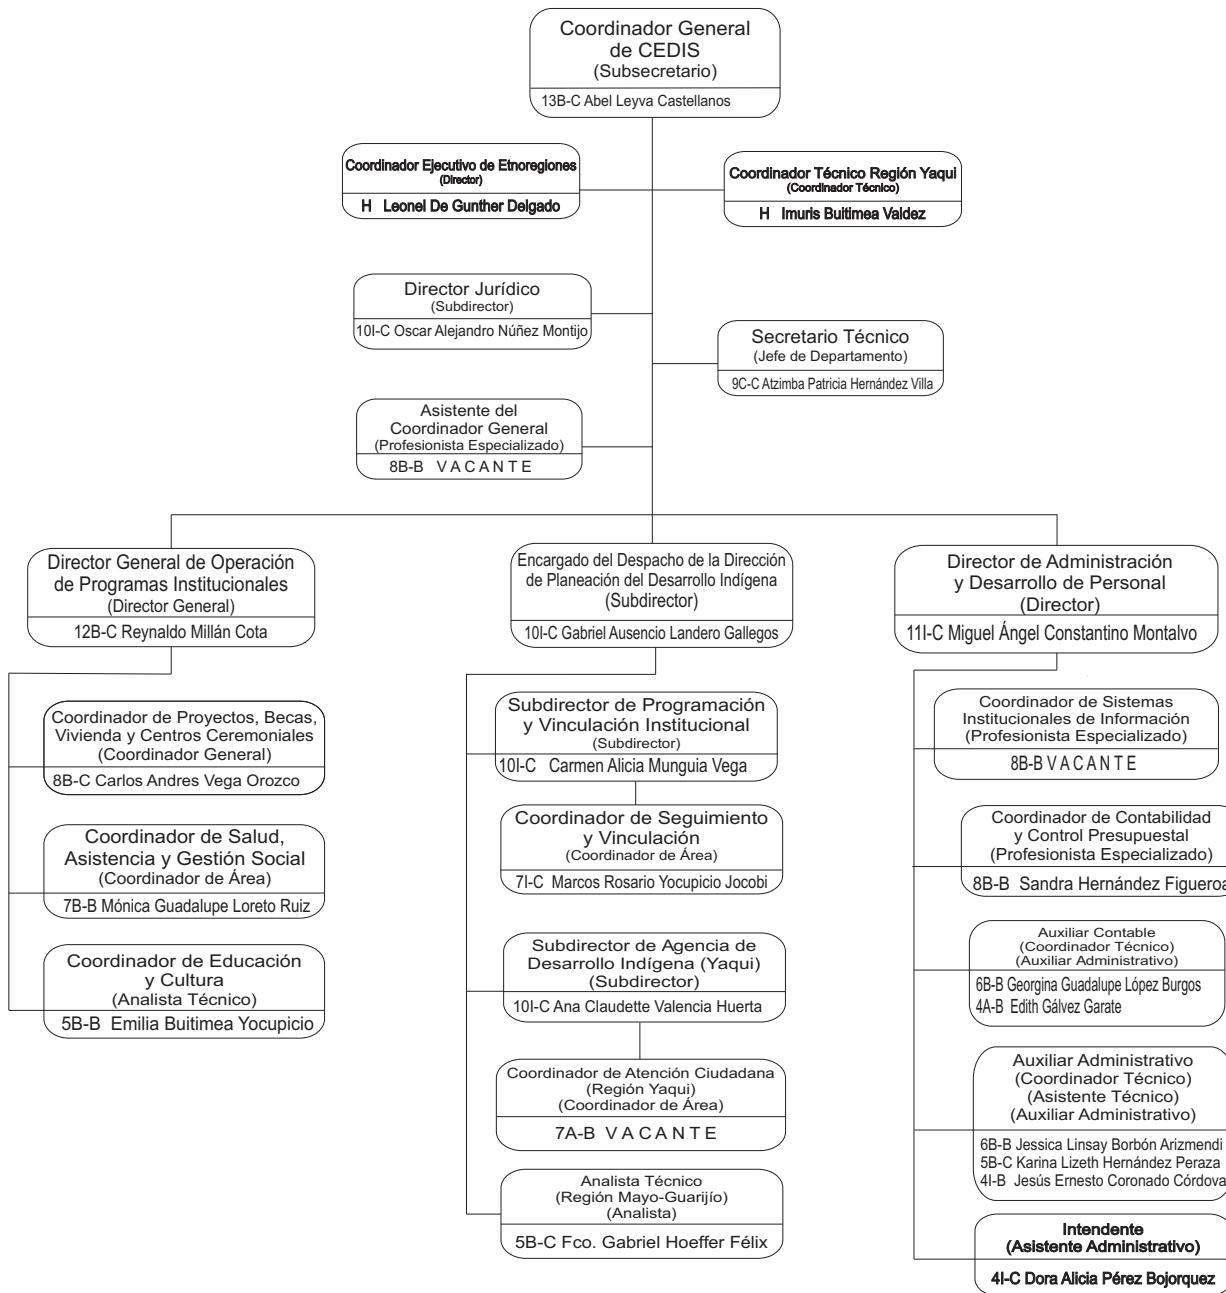 Coordinador General
de CEDIS
(Subsecretario)
13B-C Abel Leyva Castellanos
Coordinador Ejecutivo de Etnoregiones
(Director)
H Leonel De Gunther Delgado
Coordinador Técnico Región Yaqui
(Coordinador Técnico)
H Imuris Buitimea Valdez
Director Jurídico
(Subdirector)
10I-C Oscar Alejandro Núñez Montijo
Secretario Técnico
(Jefe de Departamento)
9C-C Atzimba Patricia Hernández Villa
Asistente del
Coordinador General
(Profesionista Especializado)
8B-B V A C A N T E
Director General de Operación
de Programas Institucionales
(Director General)
12B-C Reynaldo Millán Cota
Coordinador de Proyectos, Becas,
Vivienda y Centros Ceremoniales
(Coordinador General)
8B-C Carlos Andres Vega Orozco
Coordinador de Salud,
Asistencia y Gestión Social
(Coordinador de Área)
7B-B Mónica Guadalupe Loreto Ruiz
Coordinador de Educación
y Cultura
(Analista Técnico)
5B-B Emilia Buitimea Yocupicio
Encargado del Despacho de la Dirección
de Planeación del Desarrollo Indígena
(Subdirector)
10I-C Gabriel Ausencio Landero Gallegos
Subdirector de Programación
y Vinculación Institucional
(Subdirector)
10I-C Carmen Alicia Munguia Vega
Coordinador de Seguimiento
y Vinculación
(Coordinador de Área)
7I-C Marcos Rosario Yocupicio Jocobi
Subdirector de Agencia de
Desarrollo Indígena (Yaqui)
(Subdirector)
10I-C Ana Claudette Valencia Huerta
Coordinador de Atención Ciudadana
(Región Yaqui)
(Coordinador de Área)
7A-B V A C A N T E
Analista Técnico
(Región Mayo-Guarijío)
(Analista)
5B-C Fco. Gabriel Hoeffer Félix
Director de Administración
y Desarrollo de Personal
(Director)
11I-C Miguel Ángel Constantino Montalvo
Coordinador de Sistemas
Institucionales de Información
(Profesionista Especializado)
8B-B V A C A N T E
Coordinador de Contabilidad
y Control Presupuestal
(Profesionista Especializado)
8B-B Sandra Hernández Figueroa
Auxiliar Contable
(Coordinador Técnico)
(Auxiliar Administrativo)
6B-B Georgina Guadalupe López Burgos
4A-B Edith Gálvez Garate
Auxiliar Administrativo
(Coordinador Técnico)
(Asistente Técnico)
(Auxiliar Administrativo)
6B-B Jessica Linsay Borbón Arizmendi
5B-C Karina Lizeth Hernández Peraza
4I-B Jesús Ernesto Coronado Córdova
Intendente
(Asistente Administrativo)
4I-C Dora Alicia Pérez Bojorquez